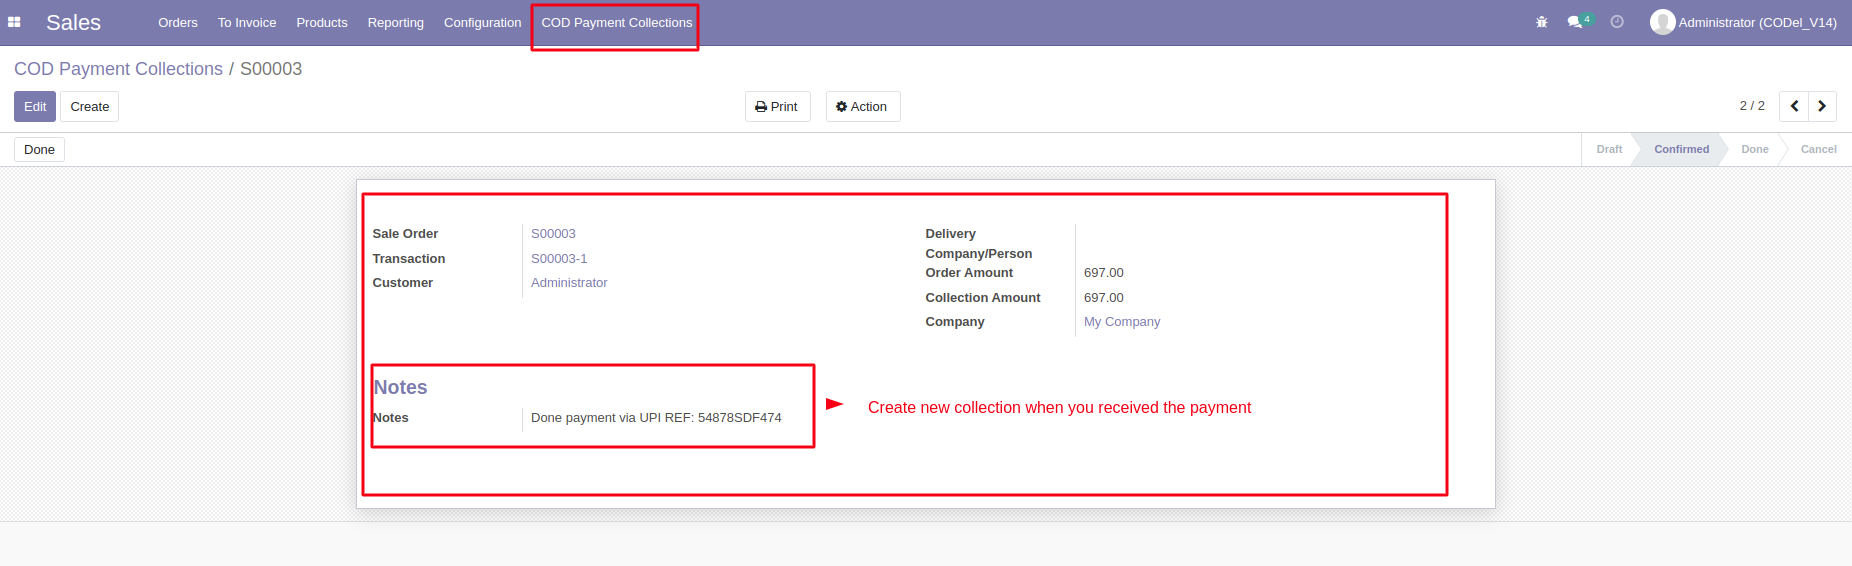 Sales Orders To Invoice Products Reporting Configuration COD Payment Collections 4 Administrator (CODel_V14)
COD Payment Collections / S00003
Edit Create Print Action 2 / 2
Done Draft Confirmed Done Cancel
Sale Order S00003
Transaction S00003-1
Customer Administrator
Delivery
Company/Person
Order Amount 697.00
Collection Amount 697.00
Company My Company
Notes
Notes Done payment via UPI REF: 54878SDF474
Create new collection when you received the payment